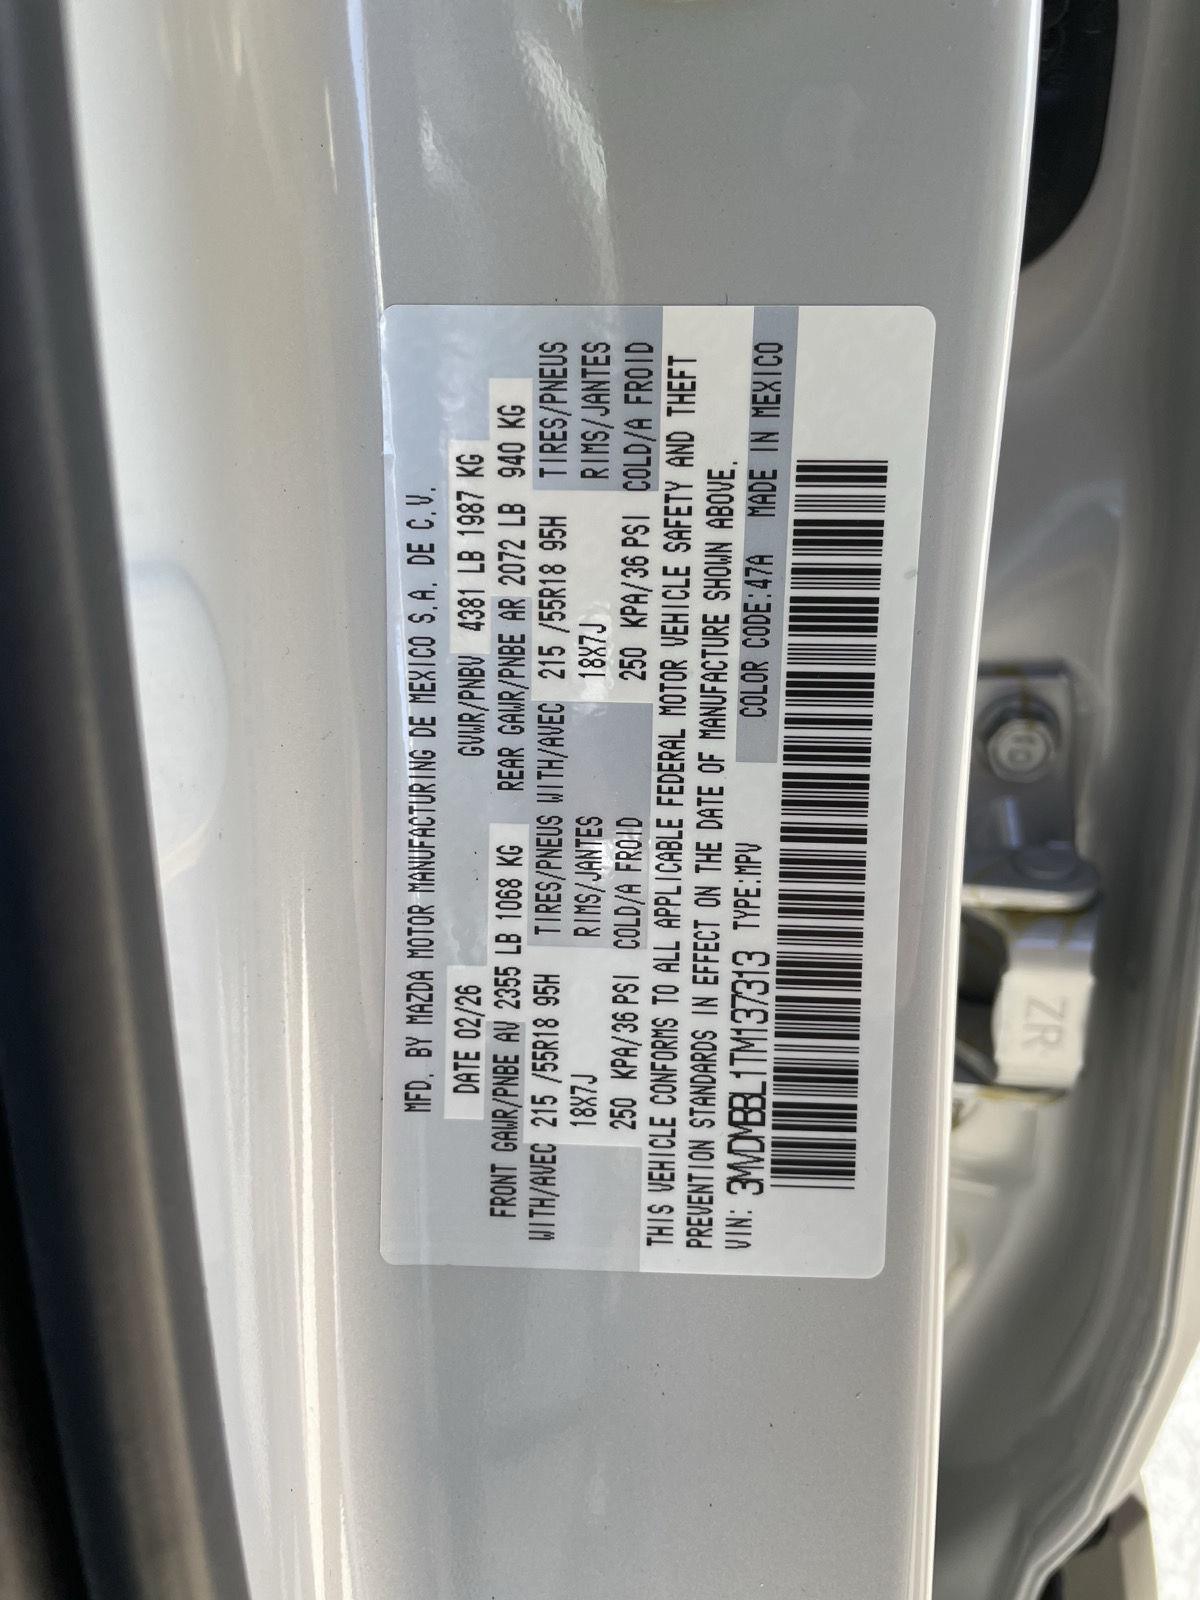 MFD. BY MAZDA MOTOR MANUFACTURING DE MEXICO S.A. DE C.V.
DATE 02/26 GVWR/PNBV 4381 LB 1987 KG
FRONT GAWR/PNBE AV 2355 LB 1068 KG REAR GAWR/PNBE AR 2072 LB 940 KG
WITH/AVEC 215 /55R18 95H TIRES/PNEUS WITH/AVEC 215 /55R18 95H TIRES/PNEUS
18X7J RIMS/JANTES 18X7J RIMS/JANTES
250 KPA/36 PSI COLD/A FROID 250 KPA/36 PSI COLD/A FROID
THIS VEHICLE CONFORMS TO ALL APPLICABLE FEDERAL MOTOR VEHICLE SAFETY AND THEFT
PREVENTION STANDARDS IN EFFECT ON THE DATE OF MANUFACTURE SHOWN ABOVE.
VIN: 3MVDMBBL1TM137313 TYPE:MPV COLOR CODE:47A MADE IN MEXICO
ZR